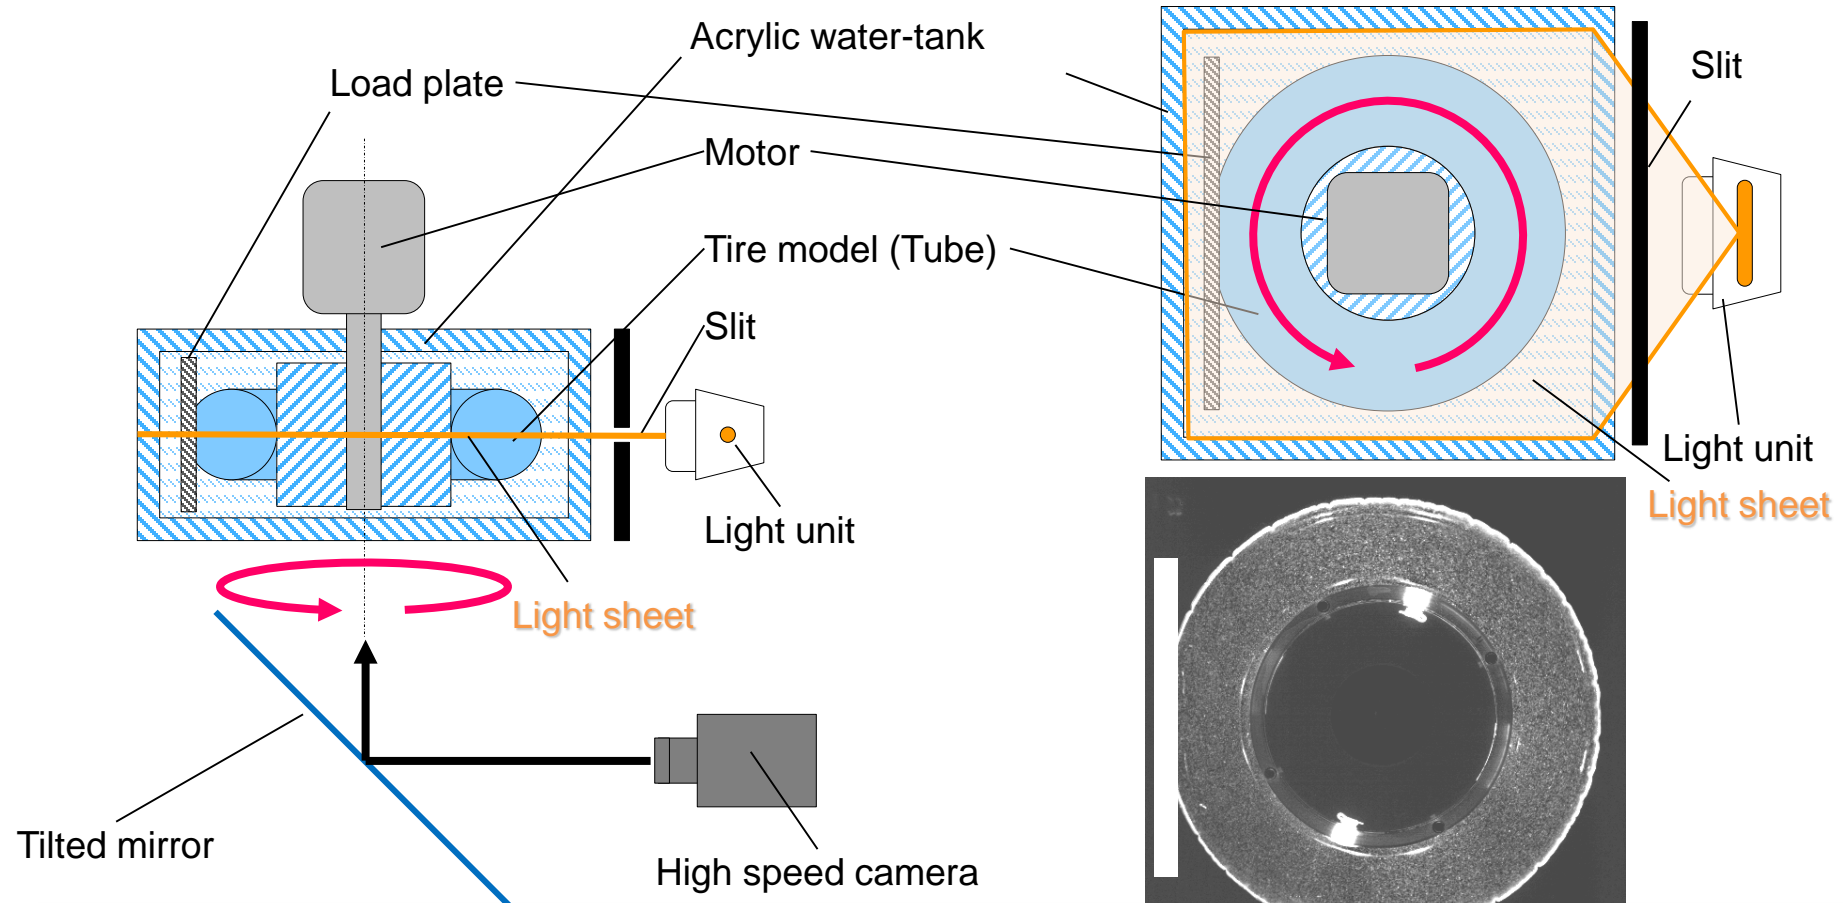 Acrylic water-tank
Load plate
Slit
Motor
Tire model (Tube)
Slit
Light unit
Light sheet
Light unit
Light sheet
Tilted mirror
High speed camera